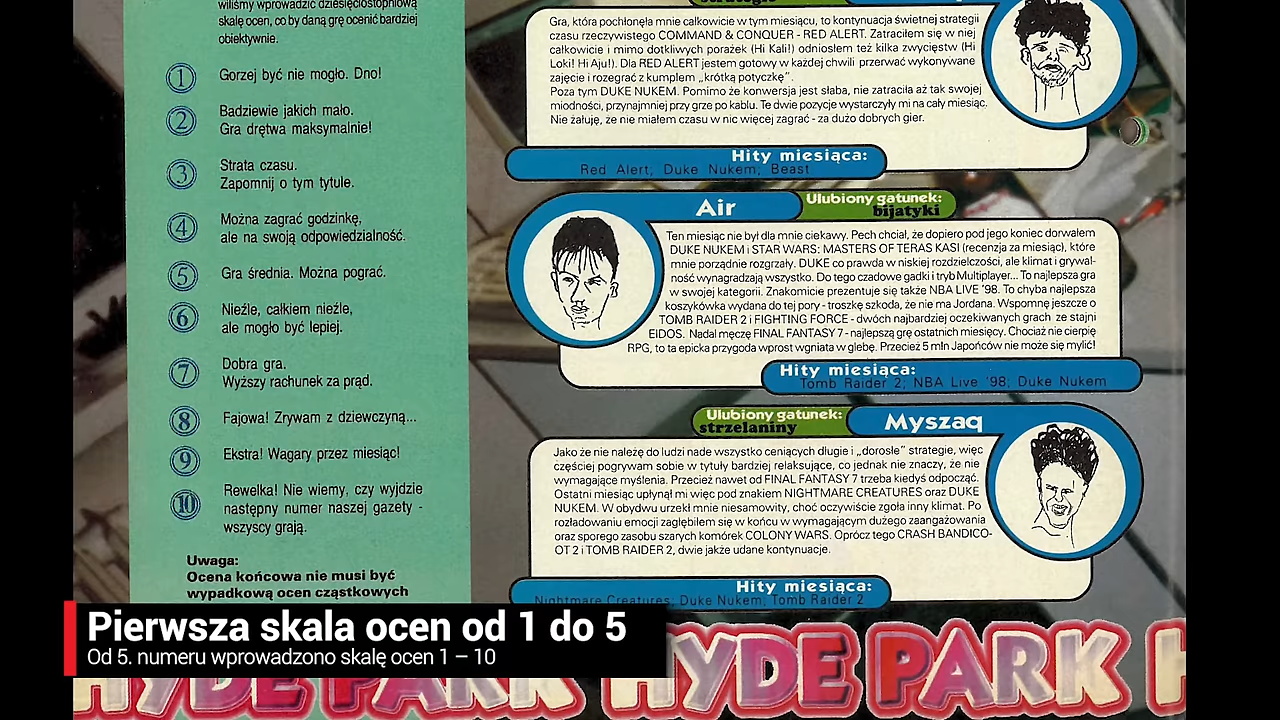 wiliśmy wprowadzić dziesięciostopniową
skalę ocen, co by daną grę ocenić bardziej
obiektywnie.
1 Gorzej być nie mogło. Dno!
2 Badziewie jakich mało.
Gra drętwa maksymalnie!
3 Strata czasu.
Zapomnij o tym tytule.
4 Można zagrać godzinkę,
ale na swoją odpowiedzialność.
5 Gra średnia. Można pograć.
6 Nieźle, całkiem nieźle,
ale mogło być lepiej.
7 Dobra gra.
Wyższy rachunek za prąd.
8 Fajowa! Zrywam z dziewczyną...
9 Ekstra! Wagary przez miesiąc!
10 Rewelka! Nie wiemy, czy wyjdzie
następny numer naszej gazety -
wszyscy grają.
Uwaga:
Ocena końcowa nie musi być
wypadkową ocen cząstkowych
Gra, która pochłonęła mnie całkowicie w tym miesiącu, to kontynuacja świetnej strategii
czasu rzeczywistego COMMAND & CONQUER - RED ALERT. Zatraciłem się w niej
całkowicie i mimo dotkliwych porażek (Hi Kali!) odniosłem też kilka zwycięstw (Hi
Loki! Hi Aju!). Dla RED ALERT jestem gotowy w każdej chwili przerwać wykonywane
zajęcie i rozegrać z kumplem „krótką potyczkę”.
Poza tym DUKE NUKEM. Pomimo że konwersja jest słaba, nie zatraciła aż tak swojej
miodności, przynajmniej przy grze po kablu. Te dwie pozycje wystarczyły mi na cały miesiąc.
Nie żałuję, że nie miałem czasu w nic więcej zagrać - za dużo dobrych gier.
Hity miesiąca:
Red Alert; Duke Nukem; Beast
Air
Ulubiony gatunek:
bijatyki
Ten miesiąc nie był dla mnie ciekawy. Pech chciał, że dopiero pod jego koniec dorwałem
DUKE NUKEM i STAR WARS: MASTERS OF TERAS KASI (recenzja za miesiąc), które
mnie porządnie rozgrzały. DUKE co prawda w niskiej rozdzielczości, ale klimat i grywal-
ność wynagradzają wszystko. Do tego czadowe gadki i tryb Multiplayer... To najlepsza gra
w swojej kategorii. Znakomicie prezentuje się także NBA LIVE '98. To chyba najlepsza
koszykówka wydana do tej pory - troszkę szkoda, że nie ma Jordana. Wspomnę jeszcze o
TOMB RAIDER 2 i FIGHTING FORCE - dwóch najbardziej oczekiwanych grach ze stajni
EIDOS. Nadal męczę FINAL FANTASY 7 - najlepszą grę ostatnich miesięcy. Chociaż nie cierpię
RPG, to ta epicka przygoda wprost wgniata w glebę. Przecież 5 mln Japońców nie może się mylić!
Hity miesiąca:
Tomb Raider 2; NBA Live '98; Duke Nukem
Ulubiony gatunek:
strzelaniny
Myszaq
Jako że nie należę do ludzi nade wszystko ceniących długie i „dorosłe” strategie, więc
częściej pogrywam sobie w tytuły bardziej relaksujące, co jednak nie znaczy, że nie
wymagające myślenia. Przecież nawet od FINAL FANTASY 7 trzeba kiedyś odpocząć.
Ostatni miesiąc upłynął mi więc pod znakiem NIGHTMARE CREATURES oraz DUKE
NUKEM. W obydwu urzekł mnie niesamowity, choć oczywiście zgoła inny klimat. Po
rozładowaniu emocji zagłębiłem się w końcu w wymagającym dużego zaangażowania
oraz sporego zasobu szarych komórek COLONY WARS. Oprócz tego CRASH BANDICO-
OT 2 i TOMB RAIDER 2, dwie jakże udane kontynuacje.
Hity miesiąca:
Nightmare Creatures; Duke Nukem; Tomb Raider 2
Pierwsza skala ocen od 1 do 5
Od 5. numeru wprowadzono skalę ocen 1 – 10
HYDE PARK HYDE PARK H